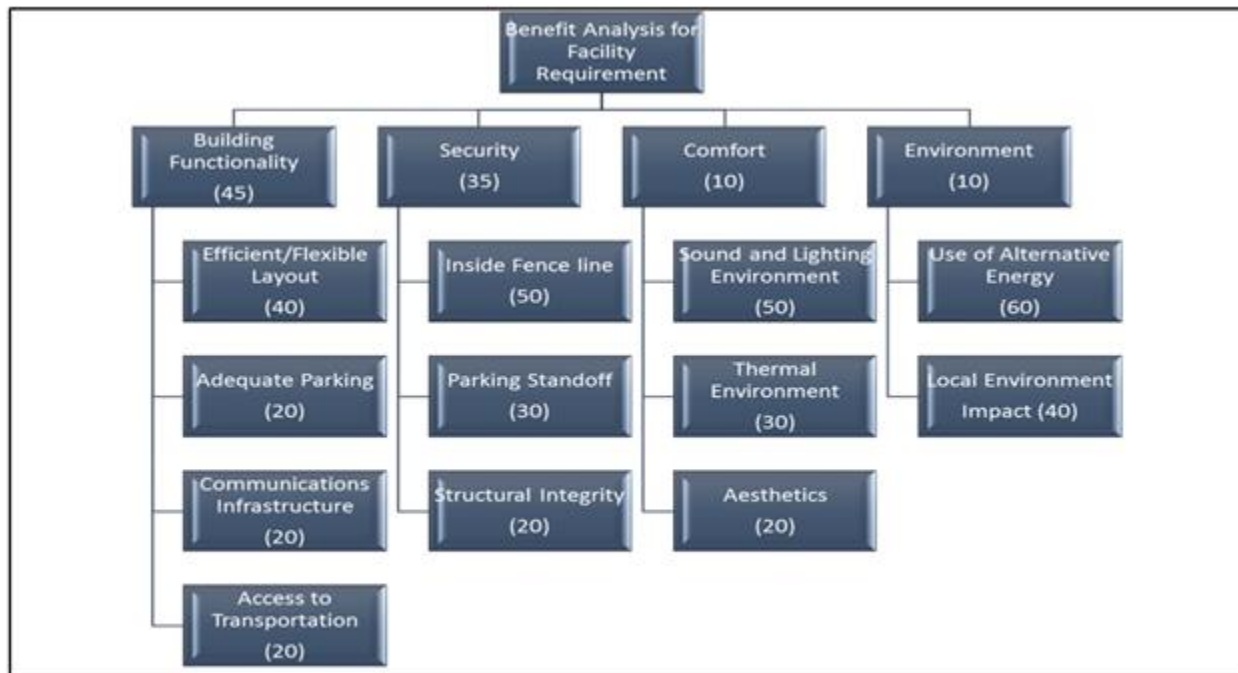 Benefit Analysis for
Facility
Requirement
Building
Functionality
(45)
Security
(35)
Comfort
(10)
Environment
(10)
Efficient/Flexible
Layout
(40)
Inside Fence line
(50)
Sound and Lighting
Environment
(50)
Use of Alternative
Energy
(60)
Adequate Parking
(20)
Parking Standoff
(30)
Thermal
Environment
(30)
Local Environment
Impact (40)
Communications
Infrastructure
(20)
Structural Integrity
(20)
Aesthetics
(20)
Access to
Transportation
(20)